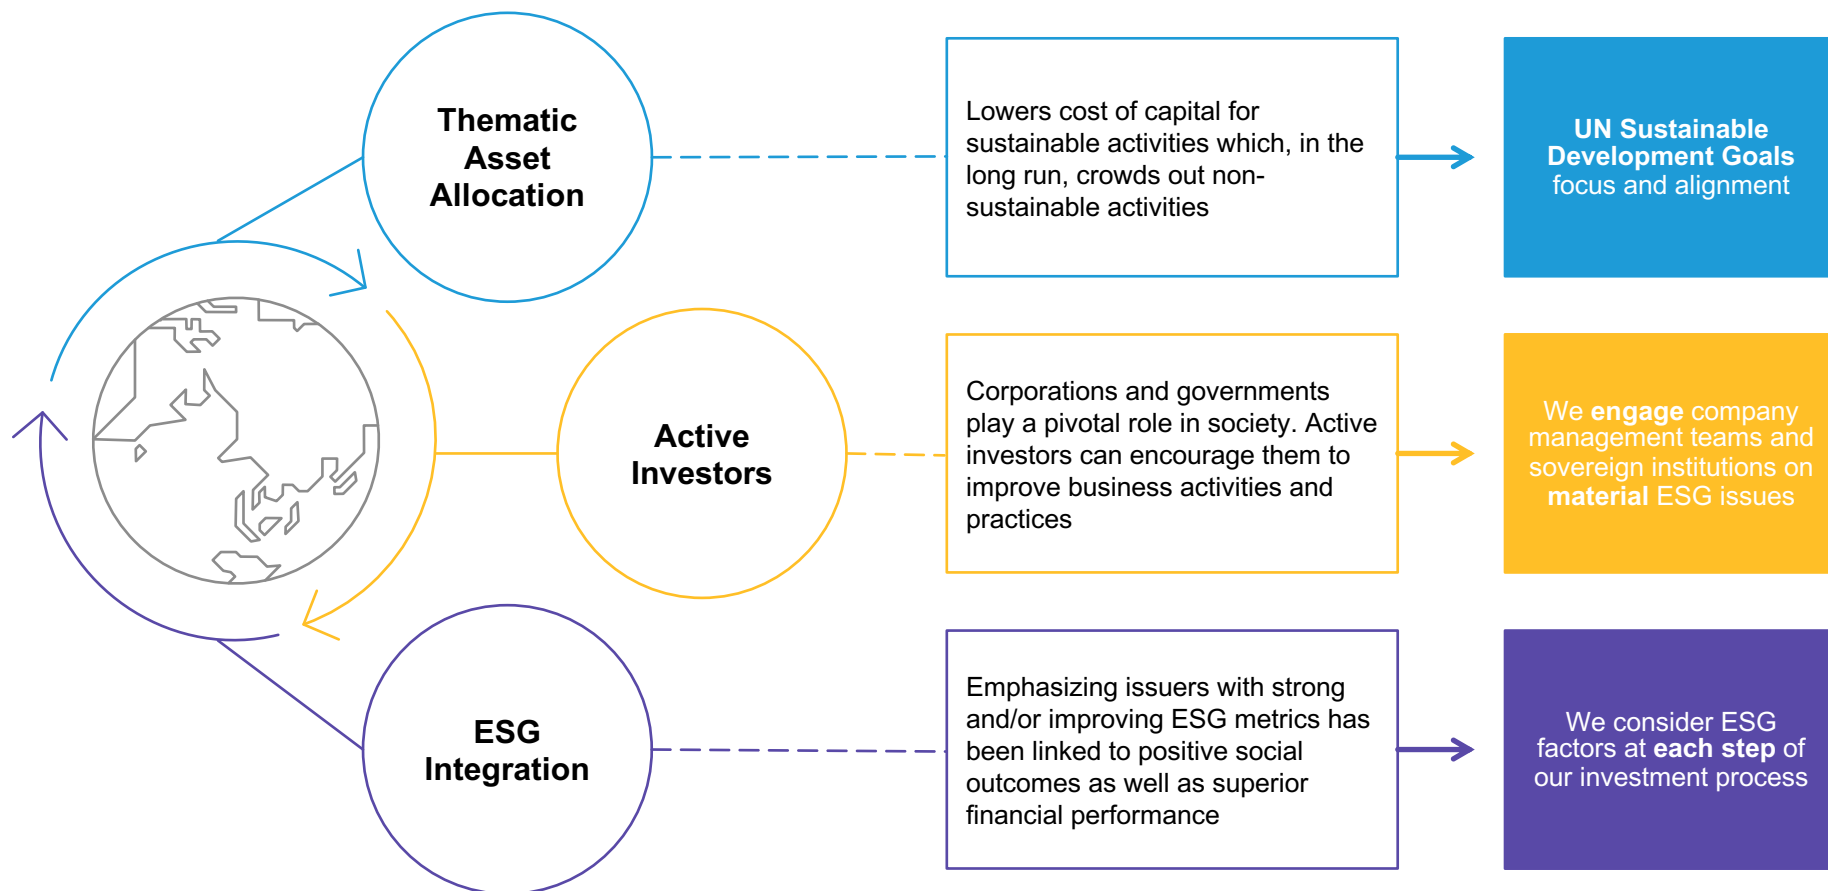 Thematic
Asset
Allocation
Lowers cost of capital for
sustainable activities which, in the
long run, crowds out non-
sustainable activities
UN Sustainable
Development Goals
focus and alignment
Active
Investors
Corporations and governments
play a pivotal role in society. Active
investors can encourage them to
improve business activities and
practices
We engage company
management teams and
sovereign institutions on
material ESG issues
ESG
Integration
Emphasizing issuers with strong
and/or improving ESG metrics has
been linked to positive social
outcomes as well as superior
financial performance
We consider ESG
factors at each step of
our investment process